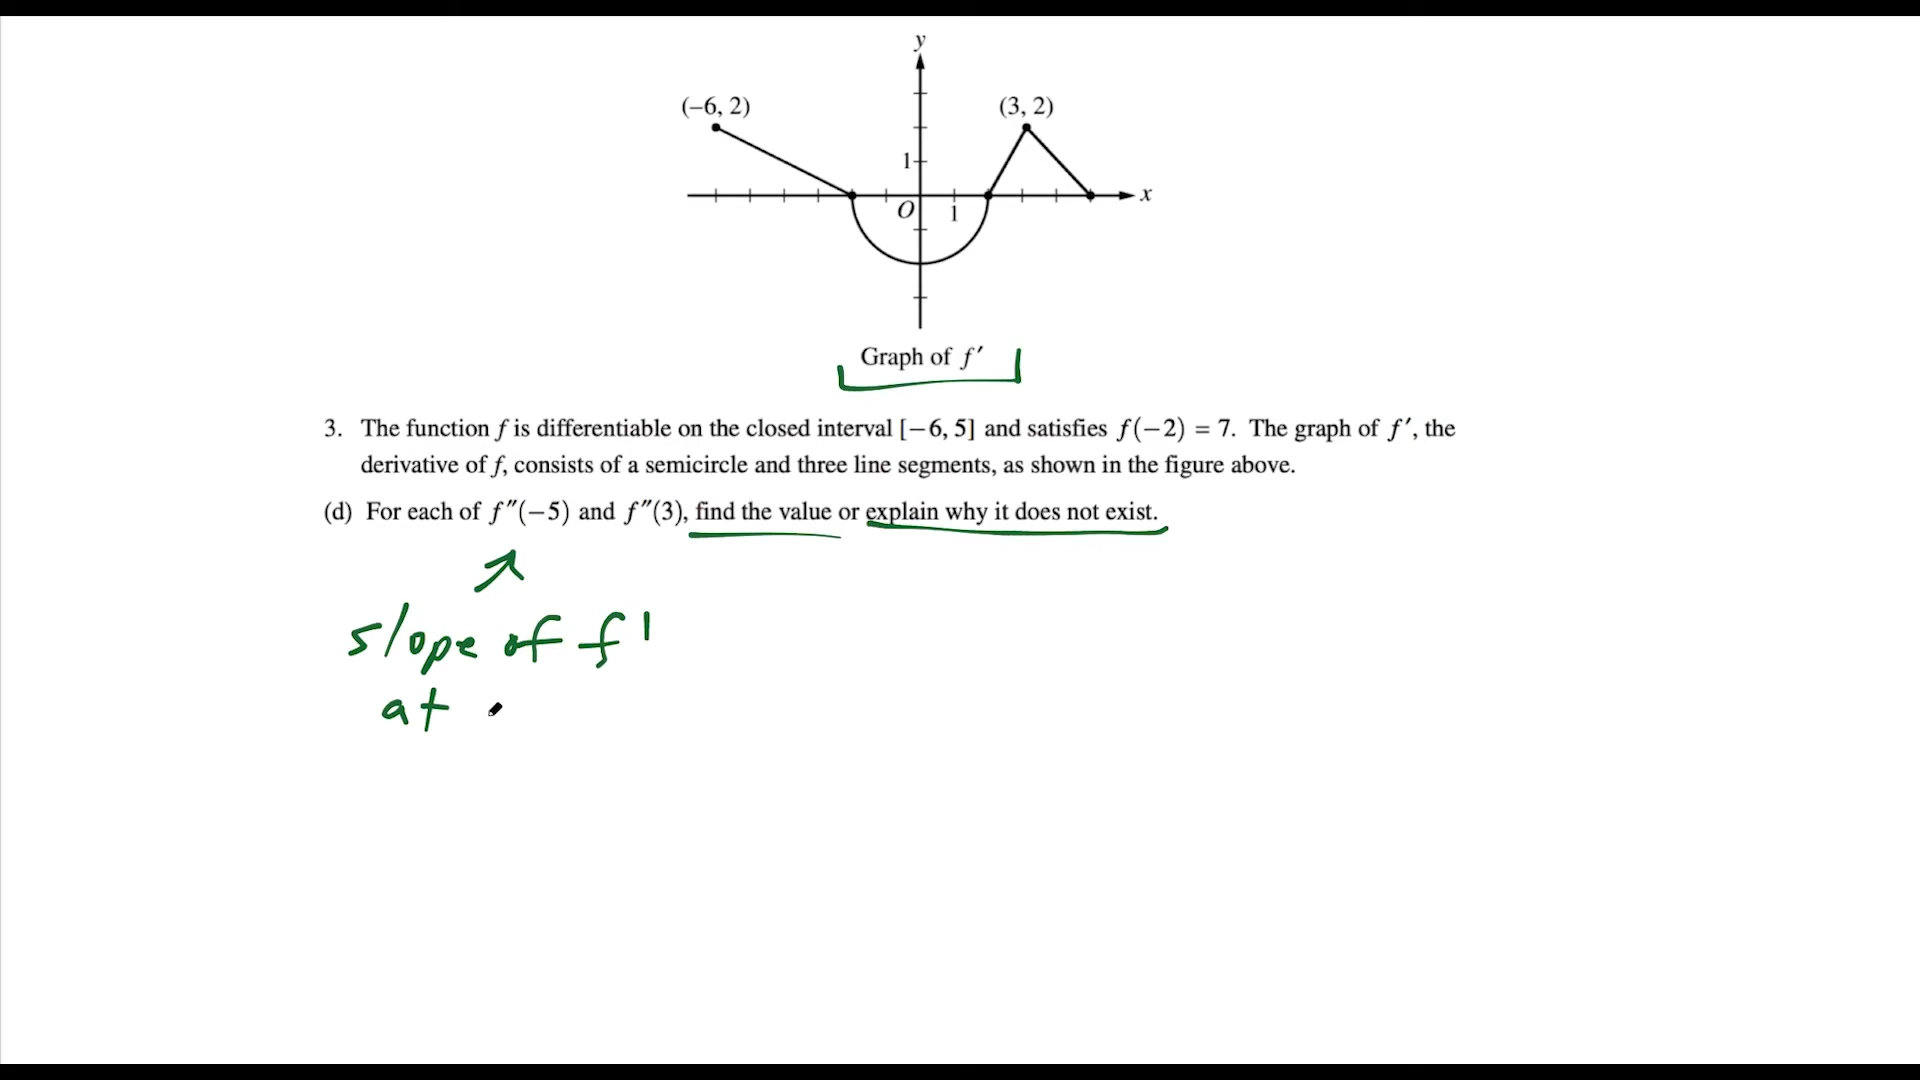 y
(−6, 2)
(3, 2)
1
x
O
1
Graph of f′
3. The function f is differentiable on the closed interval [−6, 5] and satisfies f(−2) = 7. The graph of f′, the
derivative of f, consists of a semicircle and three line segments, as shown in the figure above.
(d) For each of f″(−5) and f″(3), find the value or explain why it does not exist.
slope of f'
at